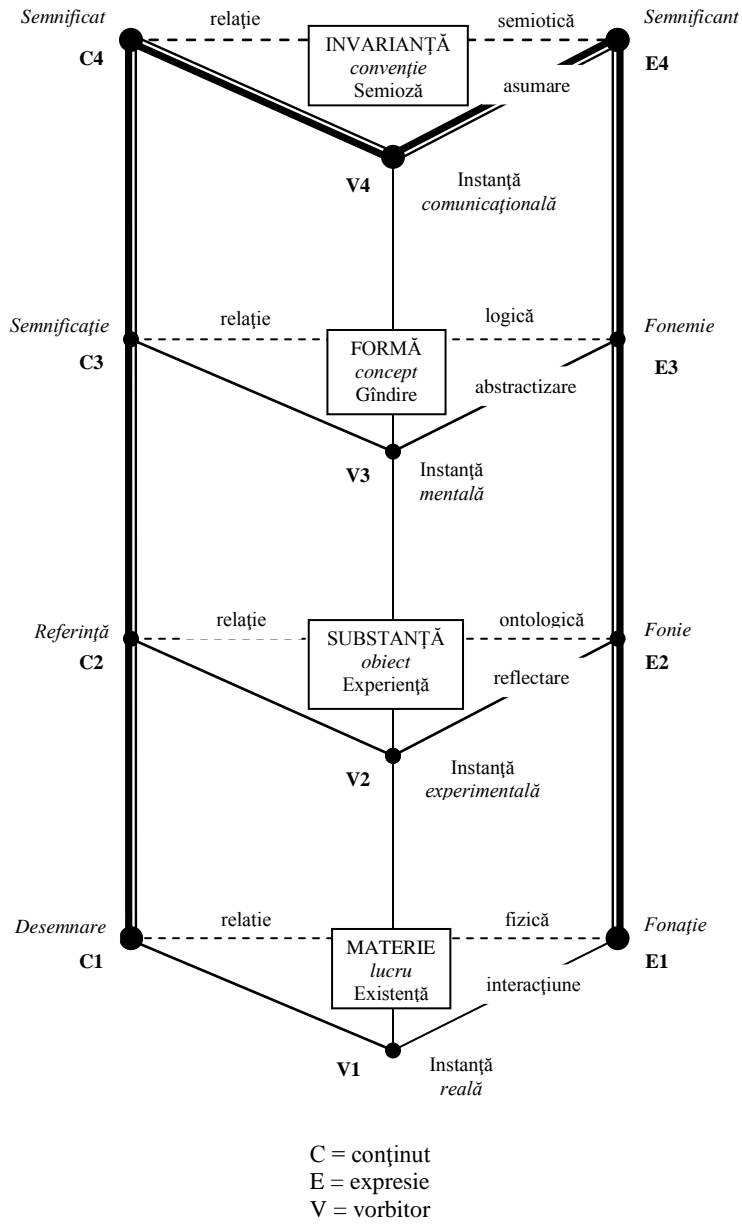 Semnificat relaţie semiotică Semnificant
C4 INVARIANŢĂ E4
convenţie
Semioză asumare
V4 Instanţă
comunicaţională
Semnificaţie relaţie logică Fonemie
C3 FORMĂ E3
concept
Gîndire abstractizare
V3 Instanţă
mentală
Referinţă relaţie ontologică Fonie
C2 SUBSTANŢĂ E2
obiect
Experienţă reflectare
V2 Instanţă
experimentală
Desemnare relatie fizică Fonaţie
C1 MATERIE E1
lucru
Existenţă interacţiune
V1 Instanţă
reală
C = conţinut
E = expresie
V = vorbitor